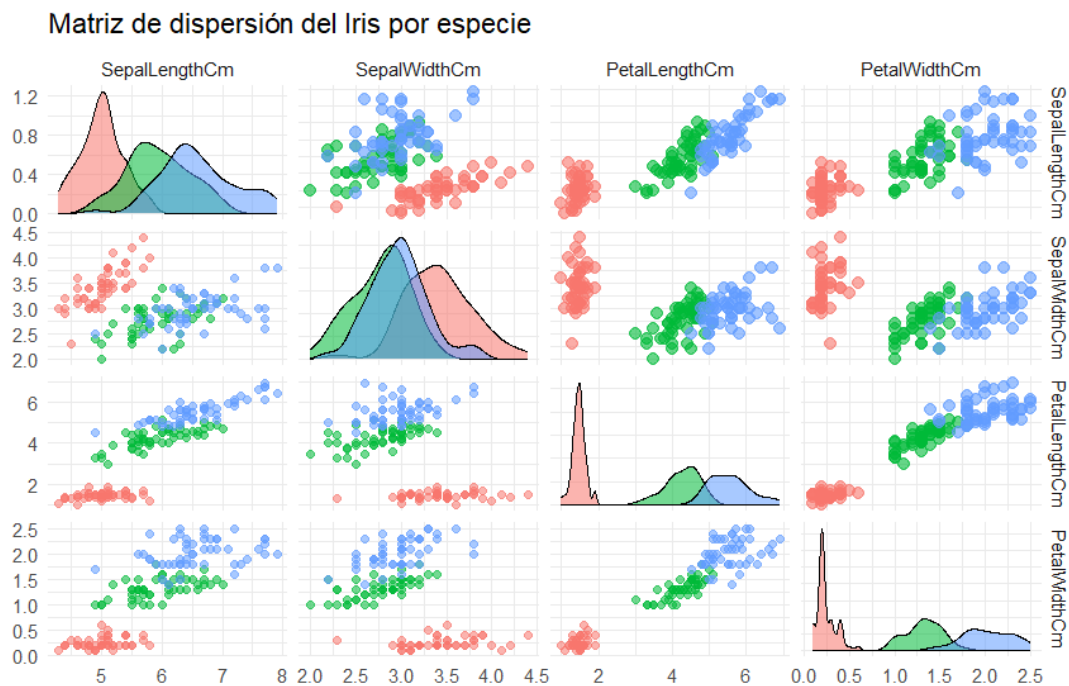 Matriz de dispersión del Iris por especie
SepalLengthCm SepalWidthCm PetalLengthCm PetalWidthCm
1.2
0.8
0.4
0.0
SepalLengthCm
4.5
4.0
3.5
3.0
2.5
2.0
SepalWidthCm
6
4
2
PetalLengthCm
2.5
2.0
1.5
1.0
0.5
0.0
PetalWidthCm
5 6 7 8 2.0 2.5 3.0 3.5 4.0 4.5 2 4 6 0.0 0.5 1.0 1.5 2.0 2.5